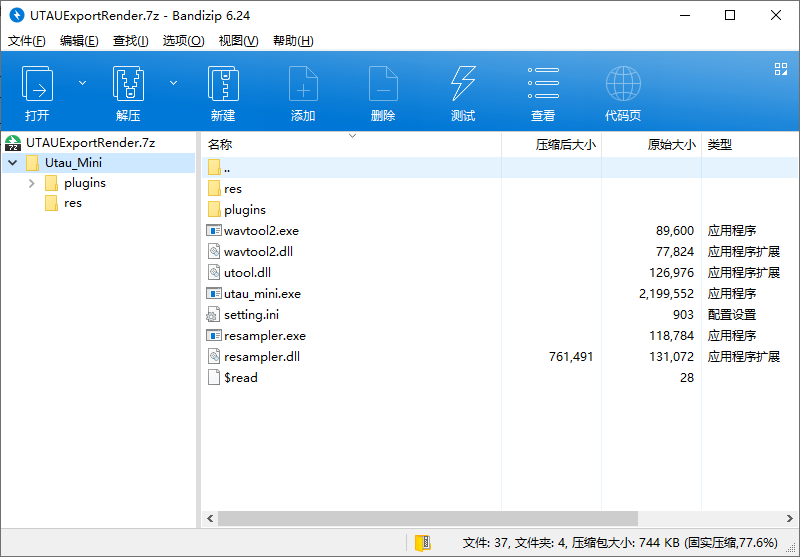 UTAUExportRender.7z - Bandizip 6.24
文件(F) 编辑(E) 查找(I) 选项(O) 视图(V) 帮助(H)
打开 解压 新建 添加 删除 测试 查看 代码页
UTAUExportRender.7z
Utau_Mini
plugins
res
名称 压缩后大小 原始大小 类型
..
res
plugins
wavtool2.exe 89,600 应用程序
wavtool2.dll 77,824 应用程序扩展
utool.dll 126,976 应用程序扩展
utau_mini.exe 2,199,552 应用程序
setting.ini 903 配置设置
resampler.exe 118,784 应用程序
resampler.dll 761,491 131,072 应用程序扩展
$read 28
文件: 37, 文件夹: 4, 压缩包大小: 744 KB (固实压缩,77.6%)